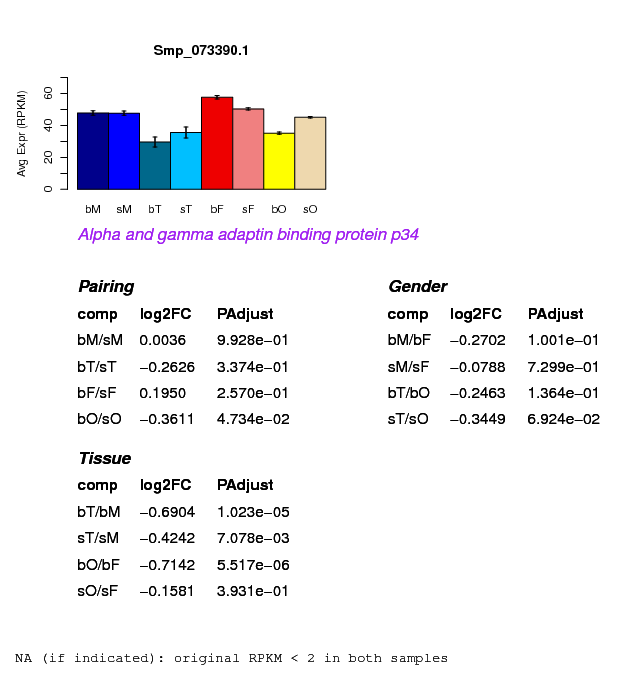 Smp_073390.1
Avg Expr (RPKM)
0 20 40 60
bM sM bT sT bF sF bO sO
Alpha and gamma adaptin binding protein p34
Pairing
comp log2FC PAdjust
bM/sM 0.0036 9.928e−01
bT/sT −0.2626 3.374e−01
bF/sF 0.1950 2.570e−01
bO/sO −0.3611 4.734e−02
Gender
comp log2FC PAdjust
bM/bF −0.2702 1.001e−01
sM/sF −0.0788 7.299e−01
bT/bO −0.2463 1.364e−01
sT/sO −0.3449 6.924e−02
Tissue
comp log2FC PAdjust
bT/bM −0.6904 1.023e−05
sT/sM −0.4242 7.078e−03
bO/bF −0.7142 5.517e−06
sO/sF −0.1581 3.931e−01
NA (if indicated): original RPKM < 2 in both samples